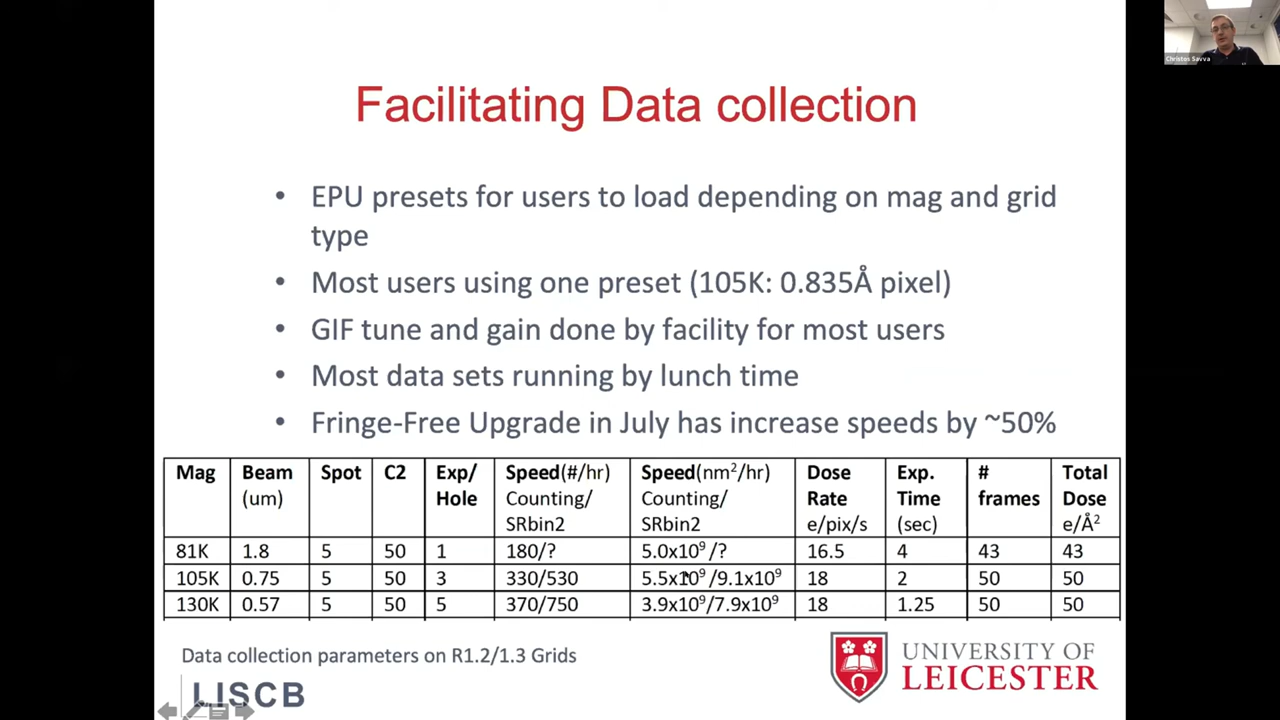 Christos Savva
Facilitating Data collection
• EPU presets for users to load depending on mag and grid
type
• Most users using one preset (105K: 0.835Å pixel)
• GIF tune and gain done by facility for most users
• Most data sets running by lunch time
• Fringe-Free Upgrade in July has increase speeds by ~50%
Mag Beam (um) Spot C2 Exp/ Hole Speed(#/hr) Counting/ SRbin2 Speed(nm²/hr) Counting/ SRbin2 Dose Rate e/pix/s Exp. Time (sec) # frames Total Dose e/Å²
81K 1.8 5 50 1 180/? 5.0x10⁹ /? 16.5 4 43 43
105K 0.75 5 50 3 330/530 5.5x10⁹ /9.1x10⁹ 18 2 50 50
130K 0.57 5 50 5 370/750 3.9x10⁹/7.9x10⁹ 18 1.25 50 50
Data collection parameters on R1.2/1.3 Grids
LISCB
UNIVERSITY OF
LEICESTER